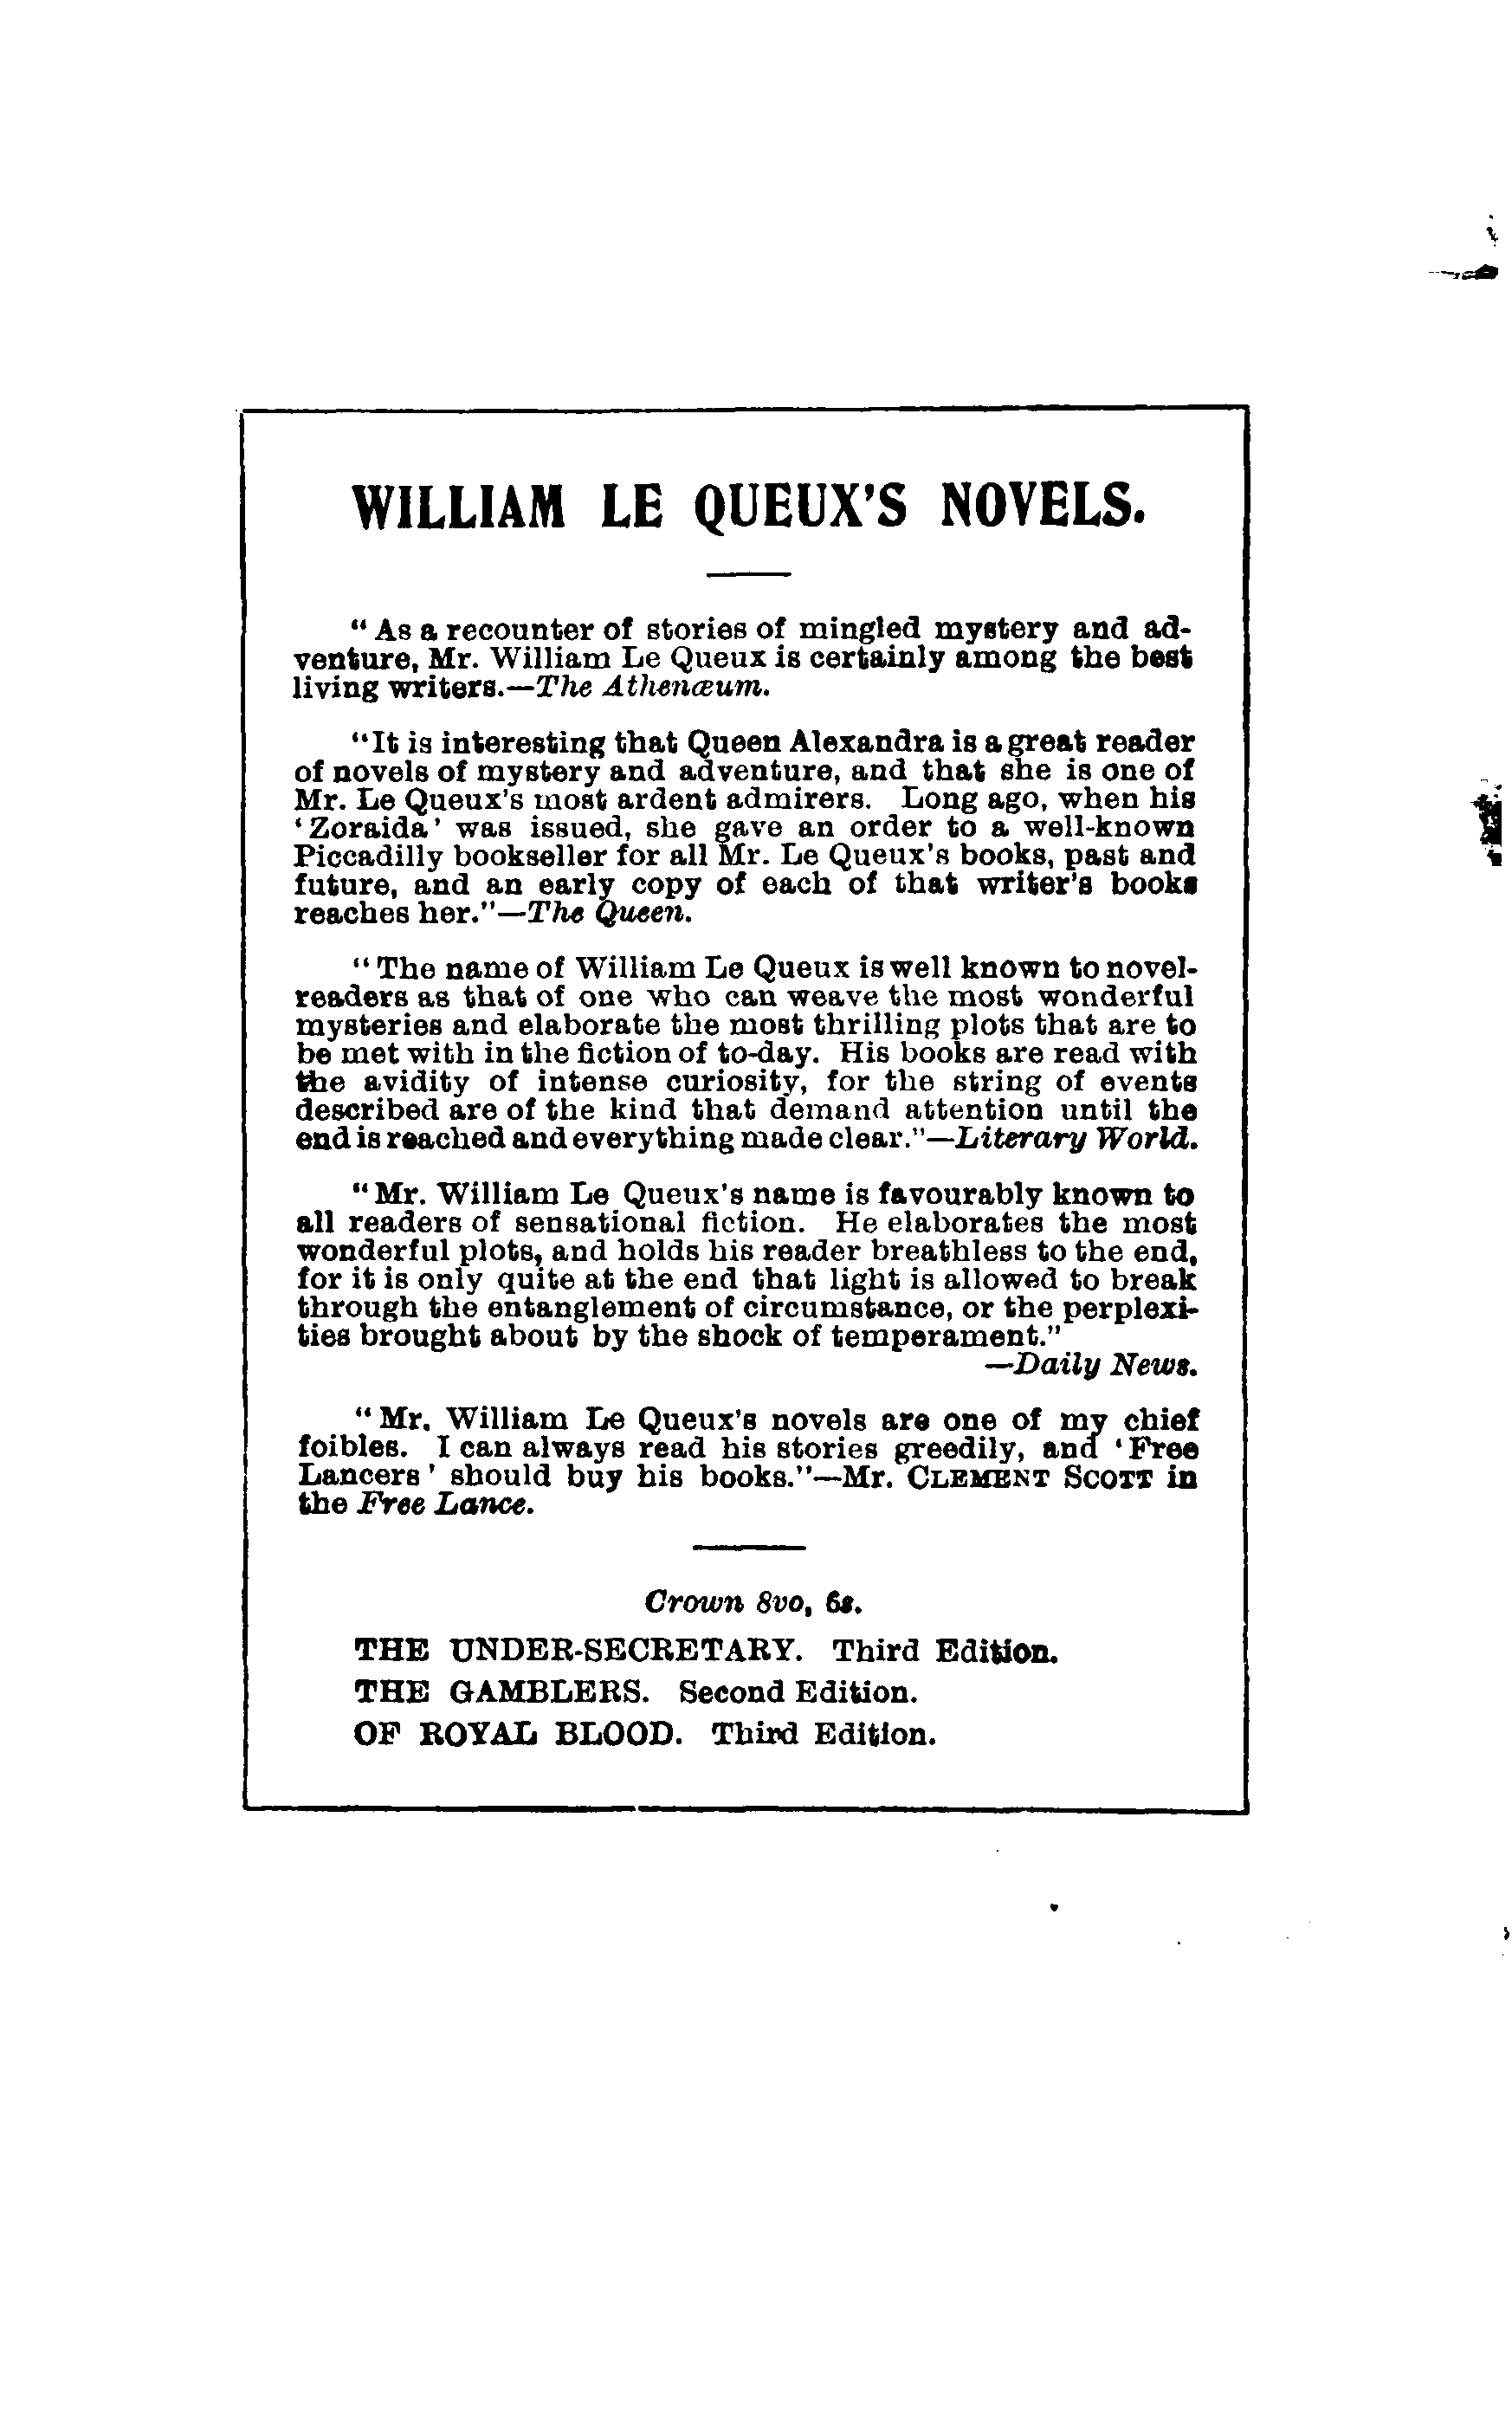 WILLIAM LE QUEUX'S NOVELS.
" As a recounter of stories of mingled mystery and ad-
venture, Mr. William Le Queux is certainly among the best
living writers.—The Athenæum.
"It is interesting that Queen Alexandra is a great reader
of novels of mystery and adventure, and that she is one of
Mr. Le Queux's most ardent admirers. Long ago, when his
'Zoraida' was issued, she gave an order to a well-known
Piccadilly bookseller for all Mr. Le Queux's books, past and
future, and an early copy of each of that writer's books
reaches her."—The Queen.
"The name of William Le Queux is well known to novel-
readers as that of one who can weave the most wonderful
mysteries and elaborate the most thrilling plots that are to
be met with in the fiction of to-day. His books are read with
the avidity of intense curiosity, for the string of events
described are of the kind that demand attention until the
end is reached and everything made clear."—Literary World.
"Mr. William Le Queux's name is favourably known to
all readers of sensational fiction. He elaborates the most
wonderful plots, and holds his reader breathless to the end,
for it is only quite at the end that light is allowed to break
through the entanglement of circumstance, or the perplexi-
ties brought about by the shock of temperament."
—Daily News.
"Mr. William Le Queux's novels are one of my chief
foibles. I can always read his stories greedily, and 'Free
Lancers' should buy his books."—Mr. CLEMENT SCOTT in
the Free Lance.
Crown 8vo, 6s.
THE UNDER-SECRETARY. Third Edition.
THE GAMBLERS. Second Edition.
OF ROYAL BLOOD. Third Edition.